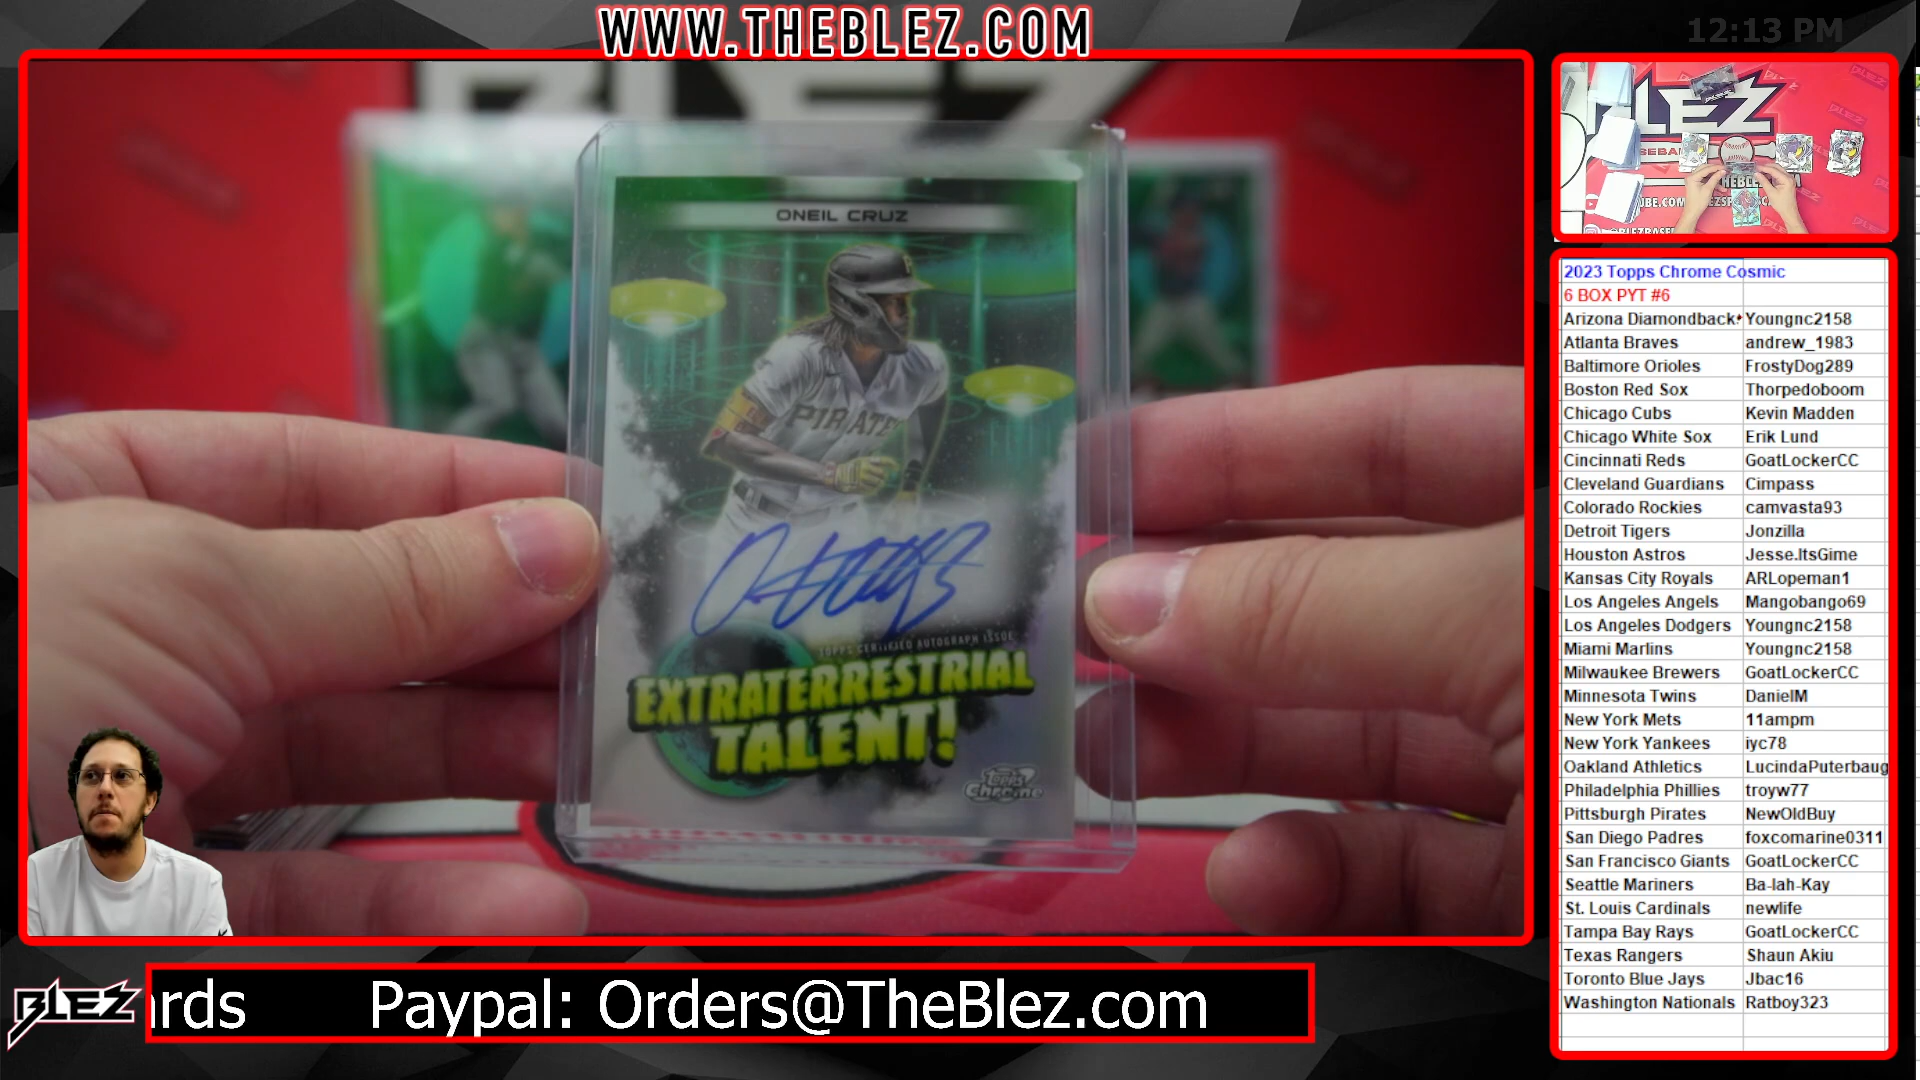 WWW.THEBLEZ.COM
12:13 PM
ONEIL CRUZ
PIRATE
TOPPS CERTIFIED AUTOGRAPH ISSUE
EXTRATERRESTRIAL
TALENT!
Topps
Chrome
BLEZ
rds Paypal: Orders@TheBlez.com
LEZ
2023 Topps Chrome Cosmic
6 BOX PYT #6
Arizona Diamondback Youngnc2158
Atlanta Braves andrew_1983
Baltimore Orioles FrostyDog289
Boston Red Sox Thorpedoboom
Chicago Cubs Kevin Madden
Chicago White Sox Erik Lund
Cincinnati Reds GoatLockerCC
Cleveland Guardians Cimpass
Colorado Rockies camvasta93
Detroit Tigers Jonzilla
Houston Astros Jesse.ItsGime
Kansas City Royals ARLopeman1
Los Angeles Angels Mangobango69
Los Angeles Dodgers Youngnc2158
Miami Marlins Youngnc2158
Milwaukee Brewers GoatLockerCC
Minnesota Twins DanielM
New York Mets 11ampm
New York Yankees iyc78
Oakland Athletics LucindaPuterbaug
Philadelphia Phillies troyw77
Pittsburgh Pirates NewOldBuy
San Diego Padres foxcomarine0311
San Francisco Giants GoatLockerCC
Seattle Mariners Ba-lah-Kay
St. Louis Cardinals newlife
Tampa Bay Rays GoatLockerCC
Texas Rangers Shaun Akiu
Toronto Blue Jays Jbac16
Washington Nationals Ratboy323